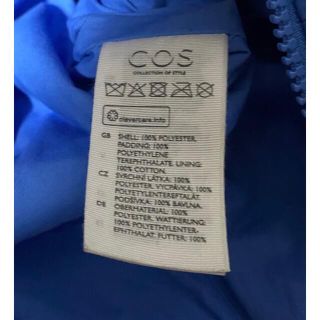 COS
COLLECTION OF STYLE
clevercare.info
GB SHELL: 100% POLYESTER,
PADDING: 100%
POLYETHYLENE
TEREPHTHALATE. LINING:
100% COTTON.
CZ SVRCHNÍ LÁTKA: 100%
POLYESTER, VYCPÁVKA: 100%
POLYETYLENTEREFTALÁT.
PODŠÍVKA: 100% BAVLNA.
DE OBERMATERIAL: 100%
POLYESTER, WATTIERUNG:
100% POLYETHYLENTER-
EPHTHALAT. FUTTER: 100%